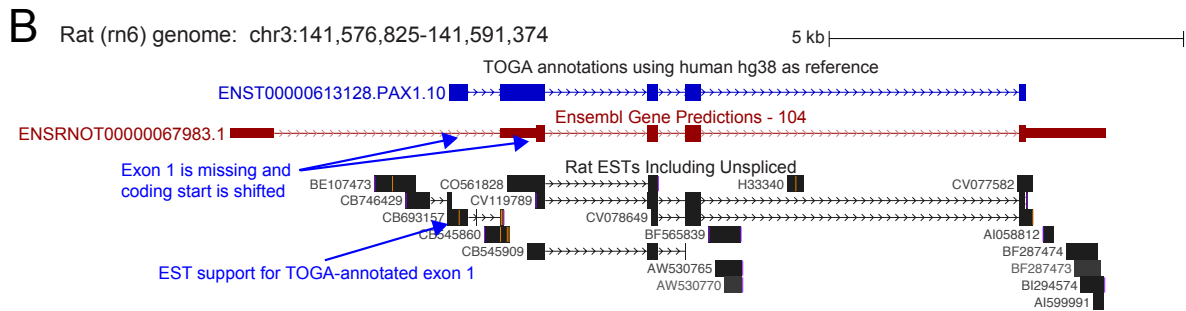 B
Rat (rn6) genome: chr3:141,576,825-141,591,374
5 kb
TOGA annotations using human hg38 as reference
ENST00000613128.PAX1.10
Ensembl Gene Predictions - 104
ENSRNOT00000067983.1
Exon 1 is missing and
coding start is shifted
Rat ESTs Including Unspliced
BE107473
CO561828
H33340
CV077582
CB746429
CV119789
CB693157
CV078649
CB545860
BF565839
AI058812
CB545909
BF287474
EST support for TOGA-annotated exon 1
AW530765
BF287473
AW530770
BI294574
AI599991